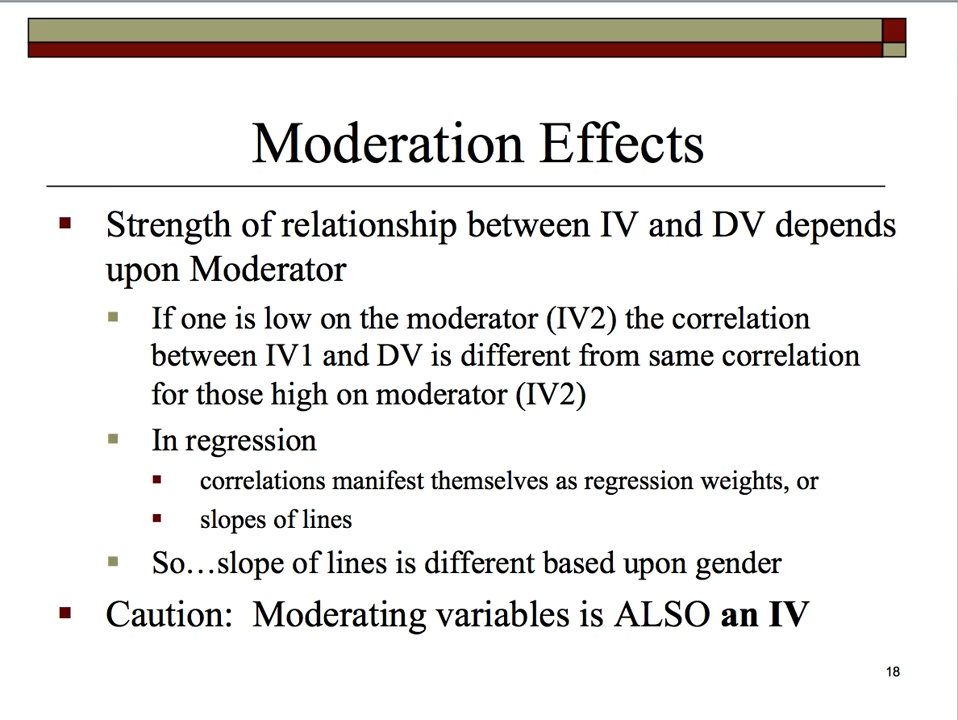 Moderation Effects
Strength of relationship between IV and DV depends
upon Moderator
If one is low on the moderator (IV2) the correlation
between IV1 and DV is different from same correlation
for those high on moderator (IV2)
In regression
correlations manifest themselves as regression weights, or
slopes of lines
So…slope of lines is different based upon gender
Caution:  Moderating variables is ALSO an IV
18